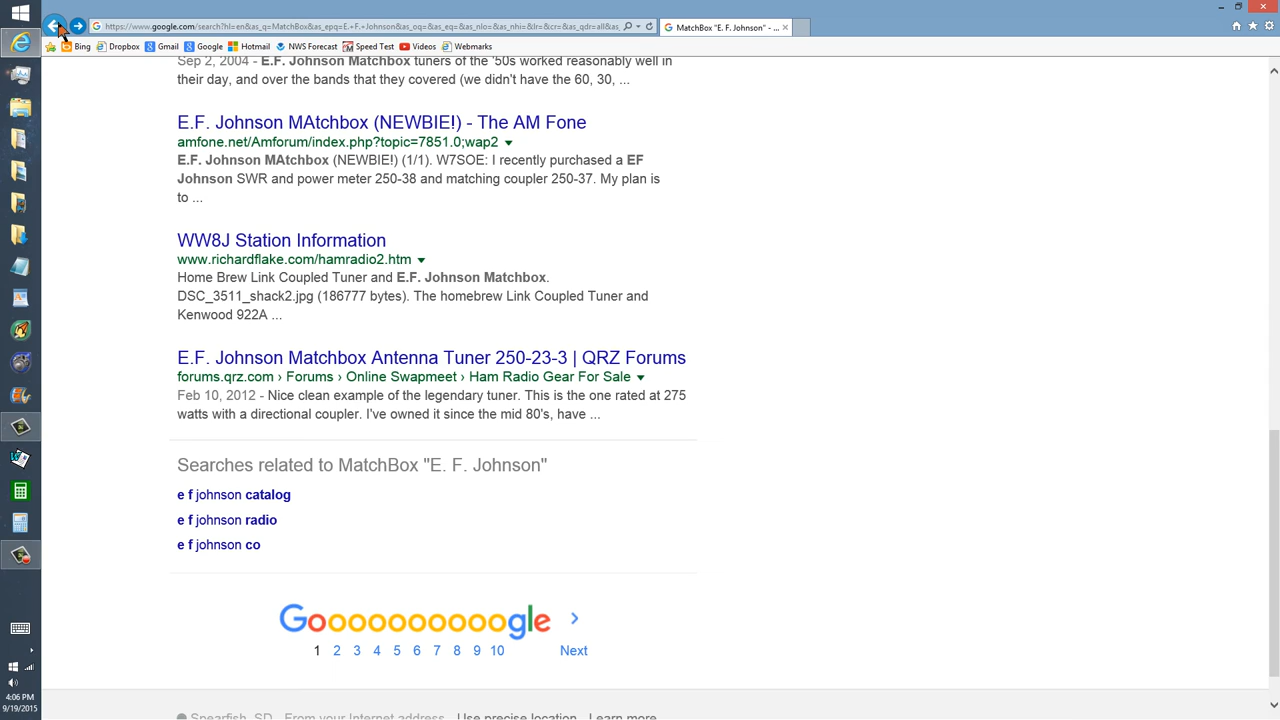 https://www.google.com/search?hl=en&as_q=MatchBox&as_epq=E.+F.+Johnson&as_oq=&as_eq=&as_nlo=&as_nhi=&lr=&cr=&as_qdr=all&as_
MatchBox "E. F. Johnson" - ...
Bing Dropbox Gmail Google Hotmail NWS Forecast Speed Test Videos Webmarks
Sep 2, 2004 - E.F. Johnson Matchbox tuners of the '50s worked reasonably well in
their day, and over the bands that they covered (we didn't have the 60, 30, ...
E.F. Johnson MAtchbox (NEWBIE!) - The AM Fone
amfone.net/Amforum/index.php?topic=7851.0;wap2
E.F. Johnson MAtchbox (NEWBIE!) (1/1). W7SOE: I recently purchased a EF
Johnson SWR and power meter 250-38 and matching coupler 250-37. My plan is
to ...
WW8J Station Information
www.richardflake.com/hamradio2.htm
Home Brew Link Coupled Tuner and E.F. Johnson Matchbox.
DSC_3511_shack2.jpg (186777 bytes). The homebrew Link Coupled Tuner and
Kenwood 922A ...
E.F. Johnson Matchbox Antenna Tuner 250-23-3 | QRZ Forums
forums.qrz.com › Forums › Online Swapmeet › Ham Radio Gear For Sale
Feb 10, 2012 - Nice clean example of the legendary tuner. This is the one rated at 275
watts with a directional coupler. I've owned it since the mid 80's, have ...
Searches related to MatchBox "E. F. Johnson"
e f johnson catalog
e f johnson radio
e f johnson co
Goooooooooogle >
1 2 3 4 5 6 7 8 9 10 Next
Spearfish, SD From your Internet address Use precise location Learn more
4:06 PM
9/19/2015